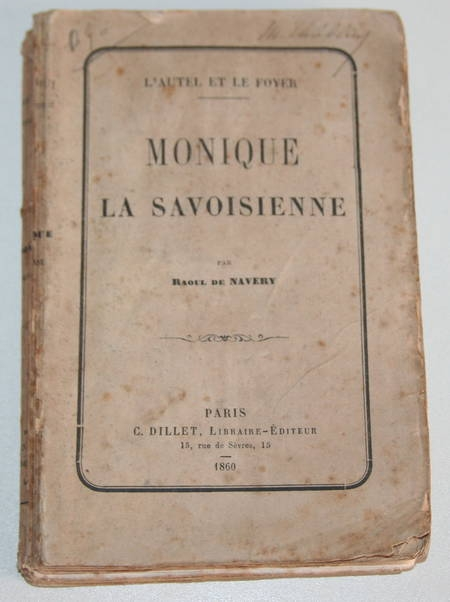 L'AUTEL ET LE FOYER
MONIQUE
LA SAVOISIENNE
PAR
RAOUL DE NAVERY
PARIS
C. DILLET, LIBRAIRE-ÉDITEUR
15, rue de Sèvres, 15
1860